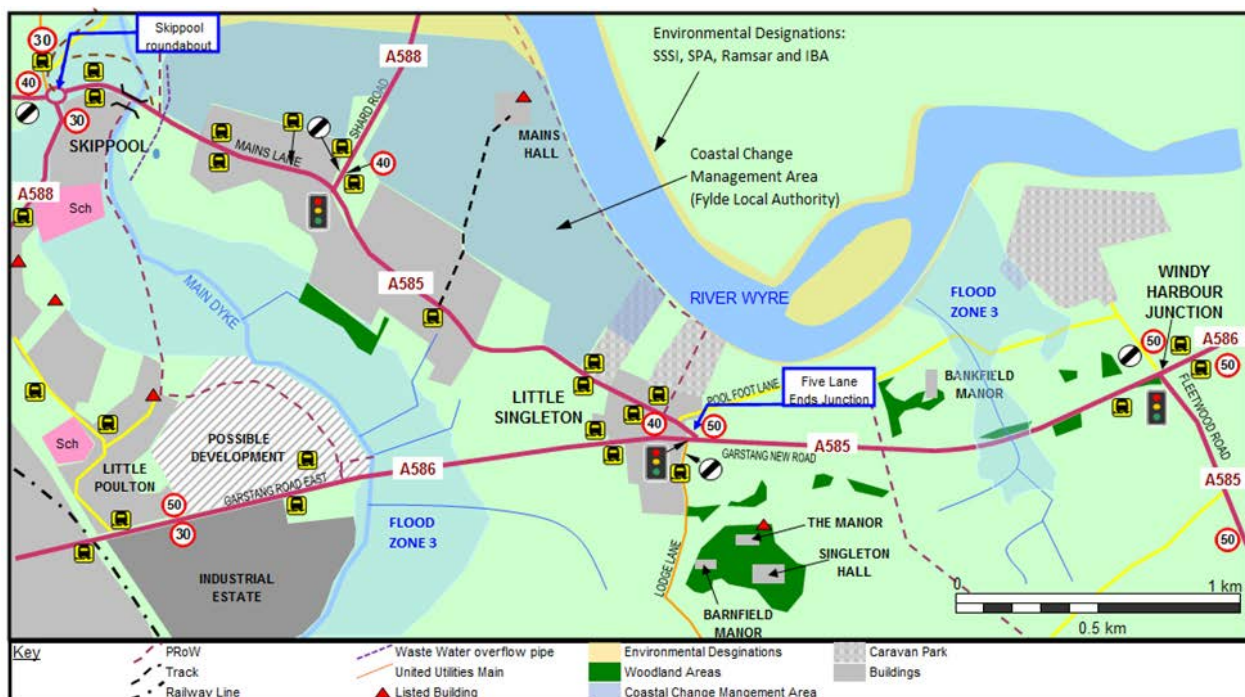 30
Skippool
roundabout
A588
Environmental Designations:
SSSI, SPA, Ramsar and IBA
40
30
SKIPPOOL
MAINS LANE
SHARD ROAD
40
MAINS
HALL
Coastal Change
Management Area
(Fylde Local Authority)
A588
Sch
MAIN DYKE
A585
RIVER WYRE
FLOOD
ZONE 3
WINDY
HARBOUR
JUNCTION
50
A586
50
BANKFIELD
MANOR
POOL FOOT LANE
Five Lane
Ends Junction
LITTLE
SINGLETON
40
50
FLEETWOOD ROAD
Sch
POSSIBLE
DEVELOPMENT
A586
GARSTANG NEW ROAD
A585
A585
LITTLE
POULTON
GARSTANG ROAD EAST
50
30
FLOOD
ZONE 3
THE MANOR
SINGLETON
HALL
LODGE LANE
BARNFIELD
MANOR
50
INDUSTRIAL
ESTATE
0
1 km
0.5 km
Key
PRoW
Waste Water overflow pipe
Environmental Desginations
Caravan Park
Track
United Utilities Main
Woodland Areas
Buildings
Railway Line
Listed Building
Coastal Change Mangement Area